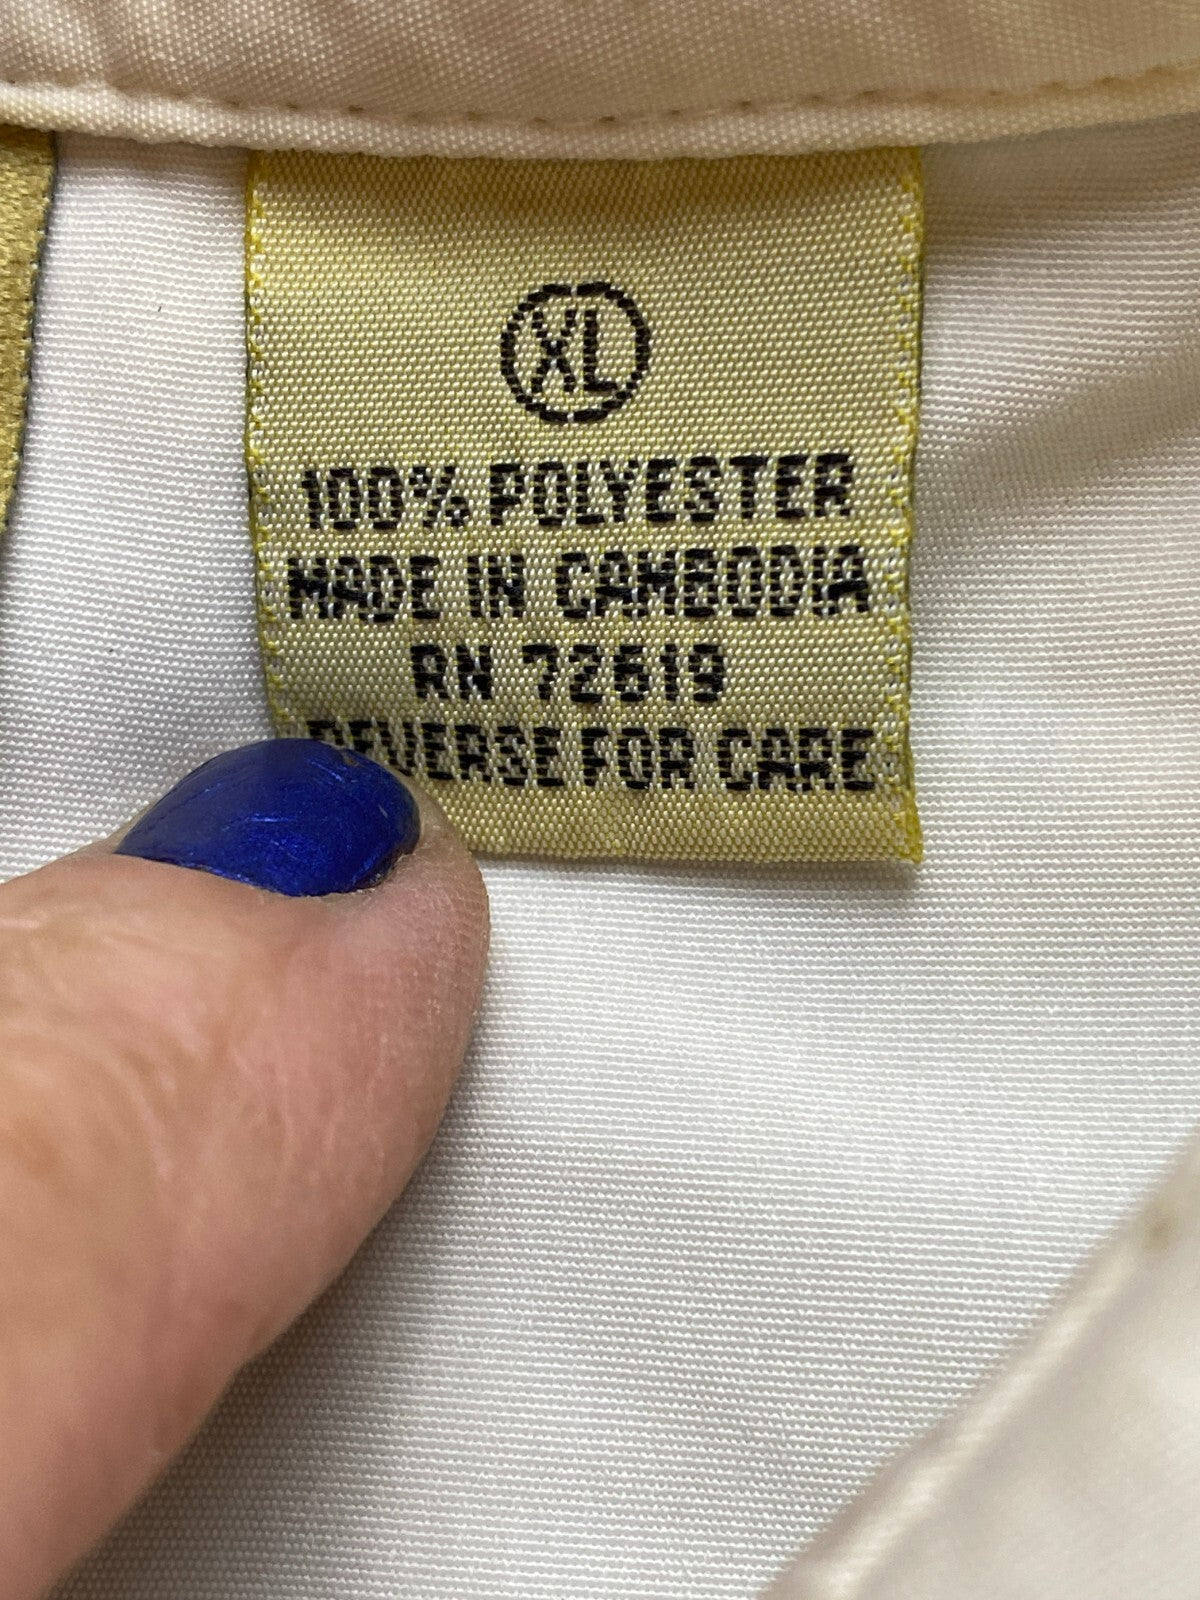 XL
100% POLYESTER
MADE IN CAMBODIA
RN 72619
REVERSE FOR CARE